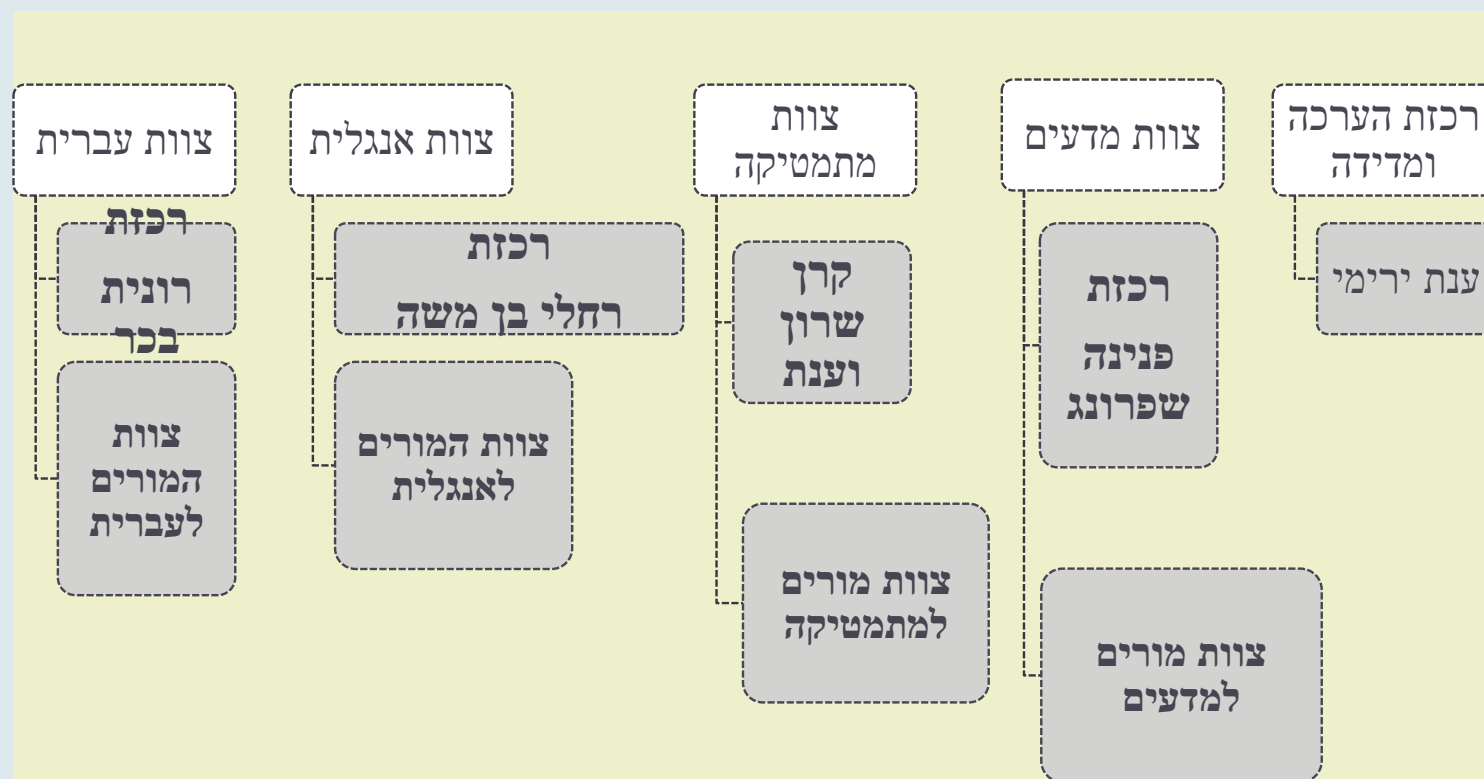 רכזת הערכה
ומדידה
ענת ירימי
צוות מדעים
רכזת
פנינה
שפרונג
צוות מורים
למדעים
צוות
מתמטיקה
קרן
שרון
וענת
צוות מורים
למתמטיקה
צוות אנגלית
רכזת
רחלי בן משה
צוות המורים
לאנגלית
צוות עברית
רכזת
רונית
בכר
צוות
המורים
לעברית